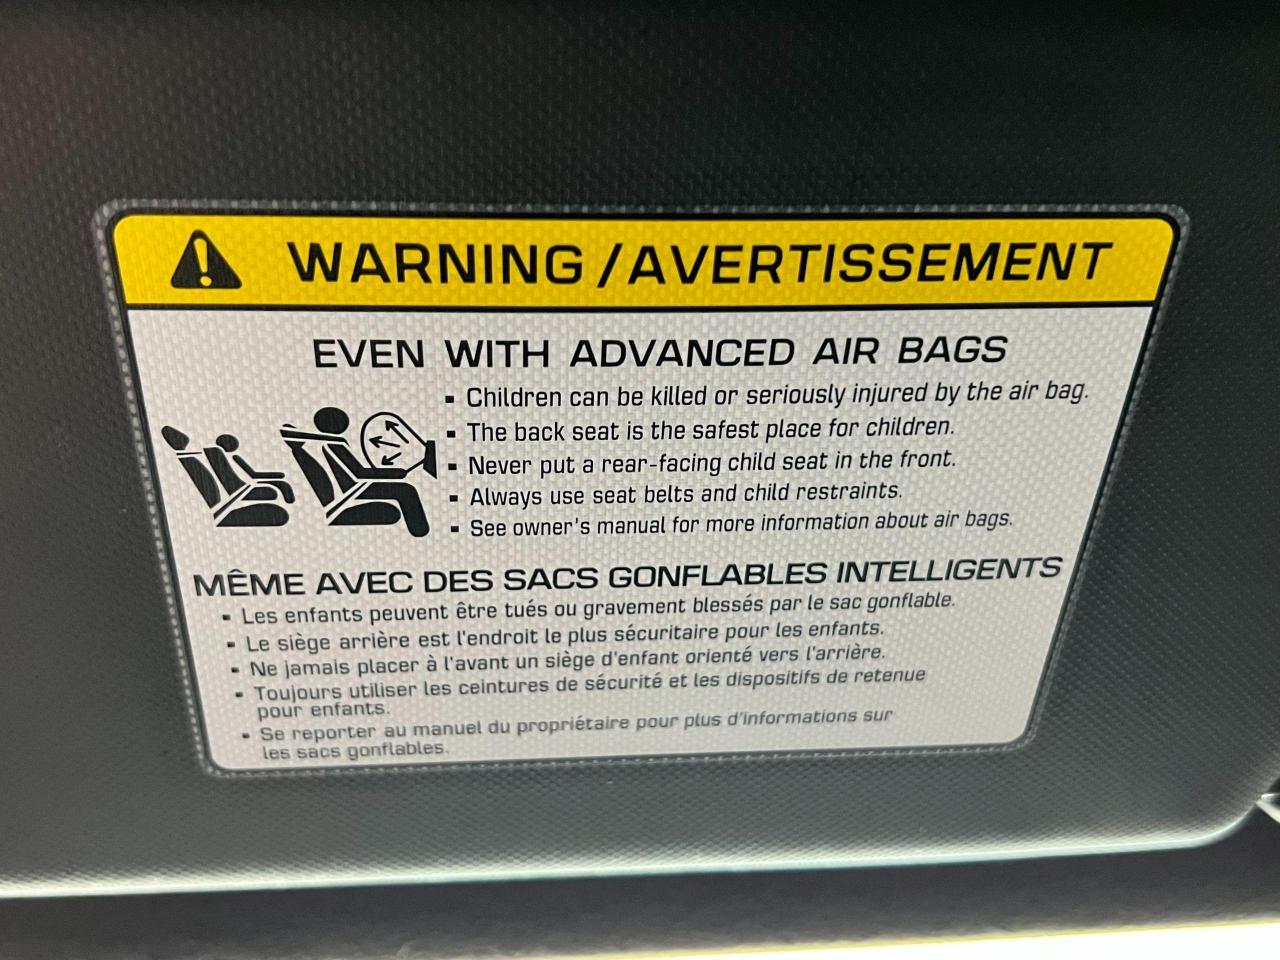 WARNING / AVERTISSEMENT
EVEN WITH ADVANCED AIR BAGS
▪ Children can be killed or seriously injured by the air bag.
▪ The back seat is the safest place for children.
▪ Never put a rear-facing child seat in the front.
▪ Always use seat belts and child restraints.
▪ See owner's manual for more information about air bags.
MÊME AVEC DES SACS GONFLABLES INTELLIGENTS
▪ Les enfants peuvent être tués ou gravement blessés par le sac gonflable.
▪ Le siège arrière est l'endroit le plus sécuritaire pour les enfants.
▪ Ne jamais placer à l'avant un siège d'enfant orienté vers l'arrière.
▪ Toujours utiliser les ceintures de sécurité et les dispositifs de retenue
pour enfants.
▪ Se reporter au manuel du propriétaire pour plus d'informations sur
les sacs gonflables.